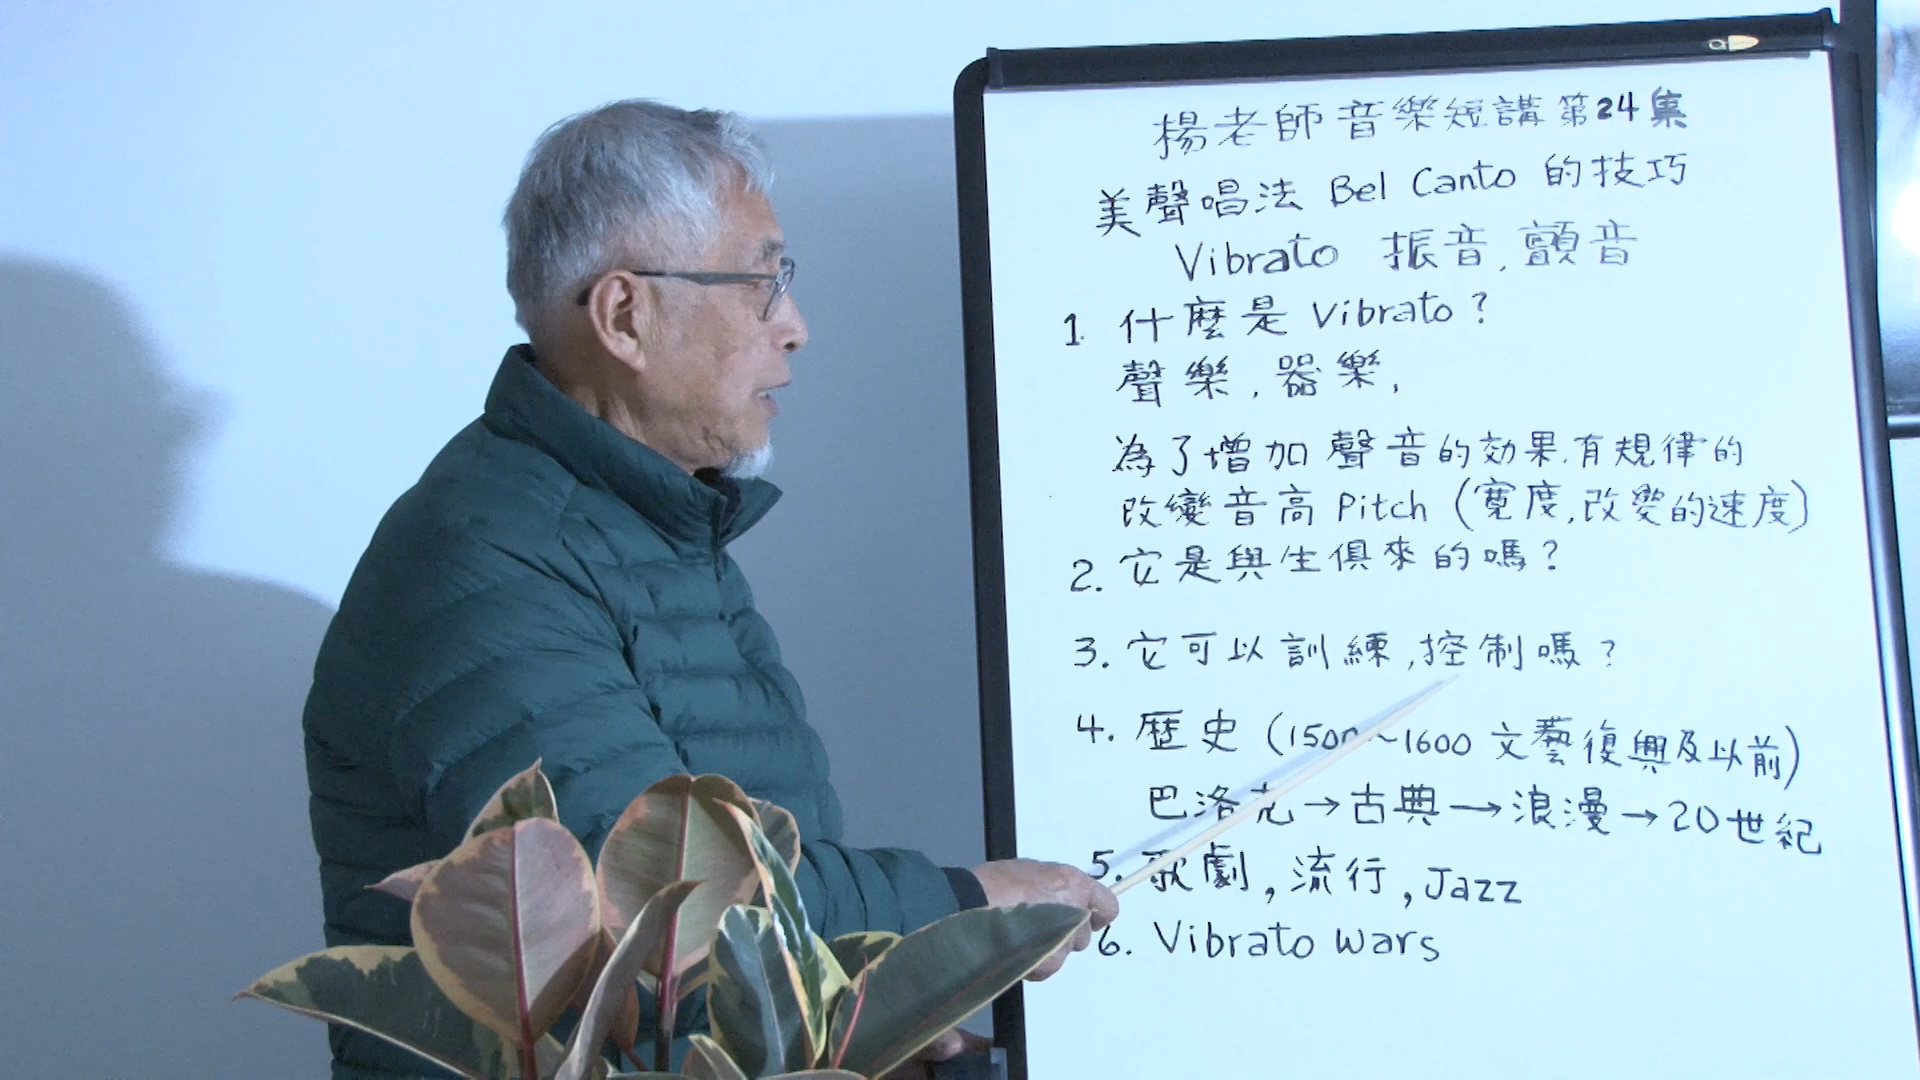 楊老師音樂短講第24集
美聲唱法 Bel Canto 的技巧
Vibrato 振音,顫音
1. 什麼是 Vibrato?
聲樂,器樂,
為了增加聲音的効果,有規律的
改變音高 Pitch (寬度,改變的速度)
2. 它是與生俱來的嗎?
3. 它可以訓練,控制嗎?
4. 歷史 (1500~1600 文藝復興及以前)
巴洛克→古典→浪漫→20世紀
5. 歌劇,流行,Jazz
6. Vibrato Wars